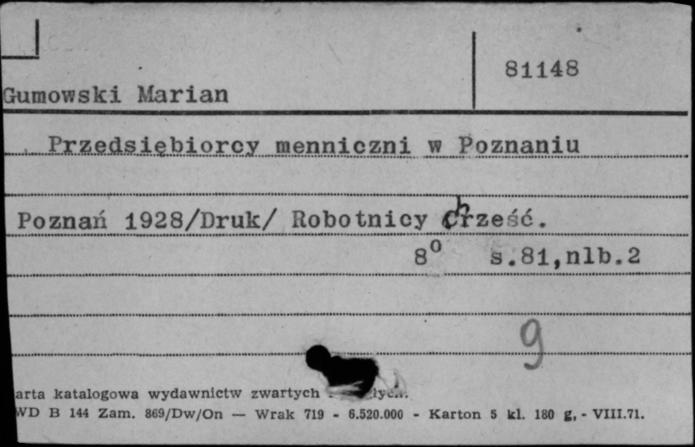 81148
Gumowski Marian
Przedsiębiorcy menniczni w Poznaniu
Poznań 1928/Druk/ Robotnicy Chrześć.
8° s.81,nlb.2
9
arta katalogowa wydawnictw zwartych
WD B 144 Zam. 869/Dw/On — Wrak 719 - 6.520.000 - Karton 5 kl. 180 g, - VIII.71.